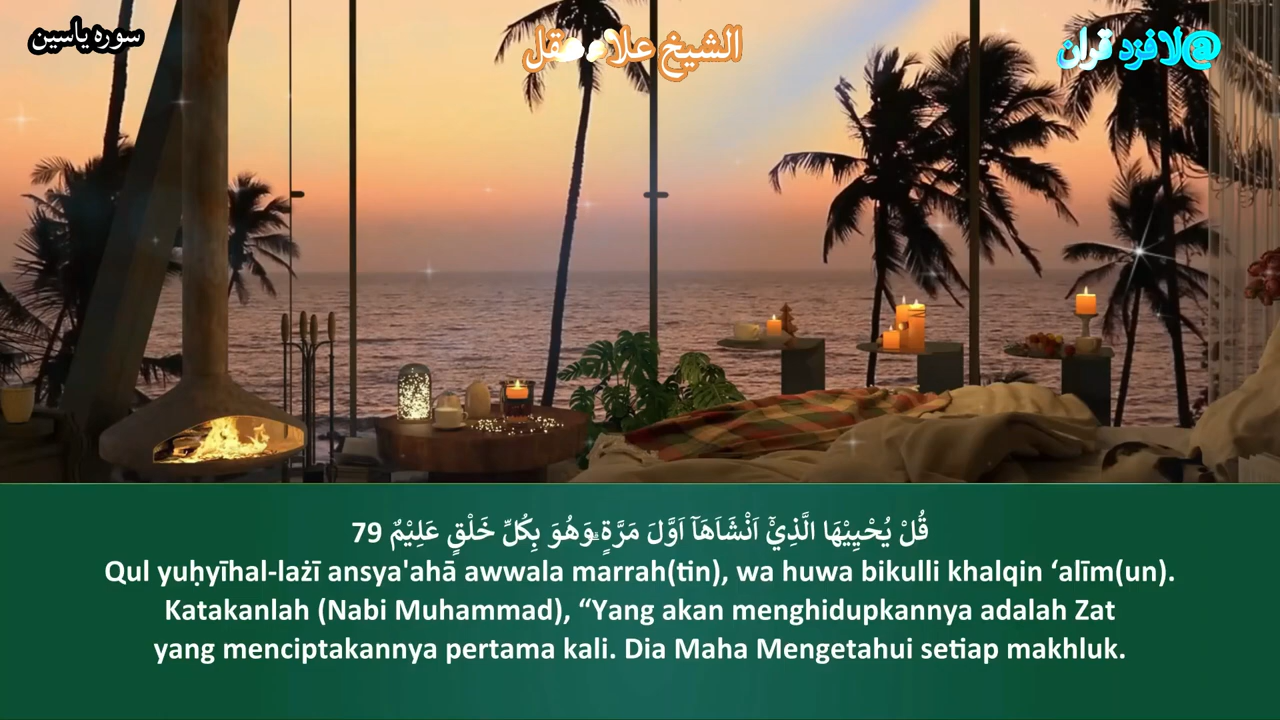 سوره ياسين
الشيخ علاء عقل
@لافزد قران
قُلْ يُحْيِيْهَا الَّذِيْٓ اَنْشَاَهَآ اَوَّلَ مَرَّةٍ ۗوَهُوَ بِكُلِّ خَلْقٍ عَلِيْمٌ 79
Qul yuḥyīhal-lażī ansya'ahā awwala marrah(tin), wa huwa bikulli khalqin ‘alīm(un).
Katakanlah (Nabi Muhammad), “Yang akan menghidupkannya adalah Zat
yang menciptakannya pertama kali. Dia Maha Mengetahui setiap makhluk.